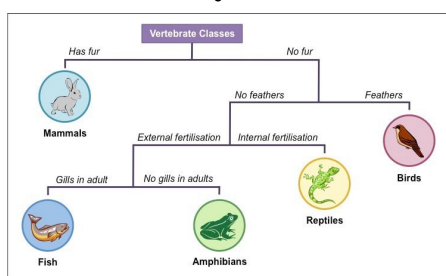 Vertebrate Classes
Has fur
No fur
No feathers
Feathers
Mammals
External fertilisation
Internal fertilisation
Birds
Gills in adult
No gills in adults
Reptiles
Fish
Amphibians